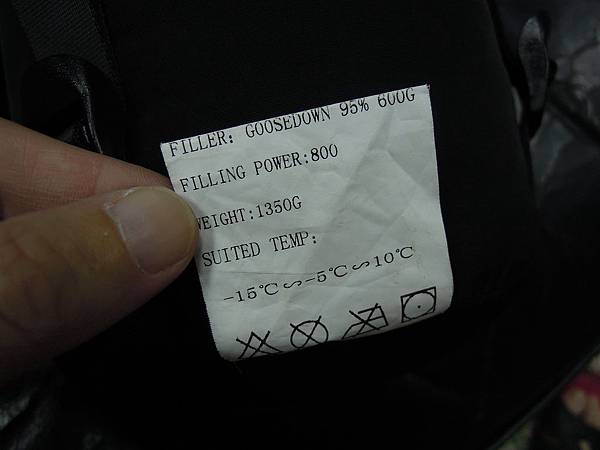 FILLER: GOOSEDOWN 95% 600G
FILLING POWER:800
WEIGHT:1350G
SUITED TEMP:
-15℃∽-5℃∽10℃